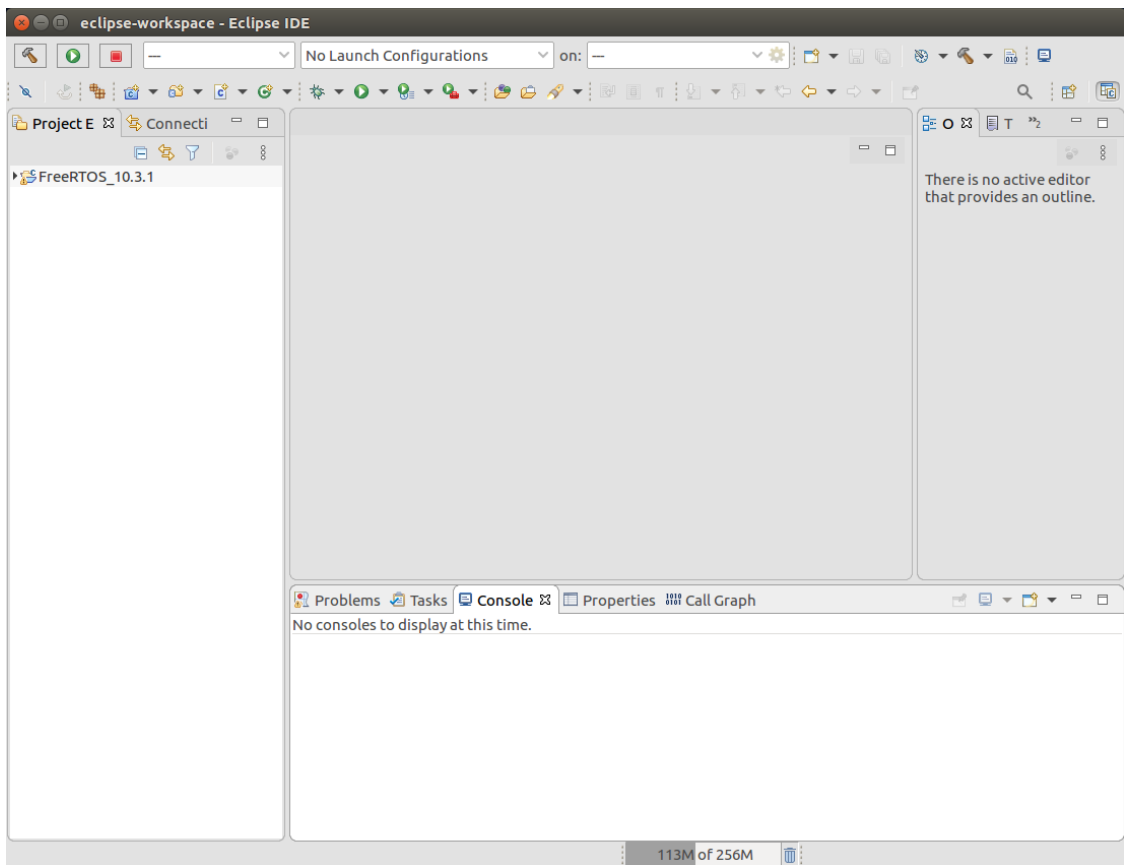 eclipse-workspace - Eclipse IDE
--- No Launch Configurations on: ---
Project E Connecti
FreeRTOS_10.3.1
O T »2
There is no active editor
that provides an outline.
Problems Tasks Console Properties Call Graph
No consoles to display at this time.
113M of 256M